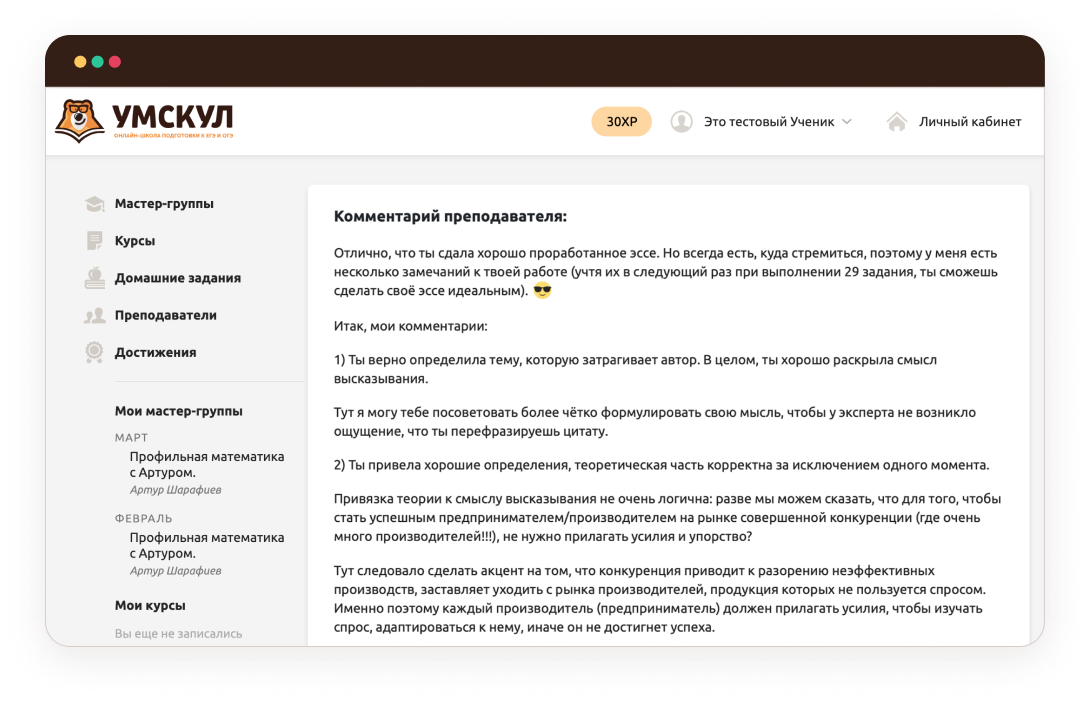 УМСКУЛ
ОНЛАЙН-ШКОЛА ПОДГОТОВКИ К ЕГЭ И ОГЭ
30XP
Это тестовый Ученик
Личный кабинет
Мастер-группы
Курсы
Домашние задания
Преподаватели
Достижения
Мои мастер-группы
МАРТ
Профильная математика
с Артуром.
Артур Шарафиев
ФЕВРАЛЬ
Профильная математика
с Артуром.
Артур Шарафиев
Мои курсы
Вы еще не записались
Комментарий преподавателя:
Отлично, что ты сдала хорошо проработанное эссе. Но всегда есть, куда стремиться, поэтому у меня есть
несколько замечаний к твоей работе (учтя их в следующий раз при выполнении 29 задания, ты сможешь
сделать своё эссе идеальным). 😎
Итак, мои комментарии:
1) Ты верно определила тему, которую затрагивает автор. В целом, ты хорошо раскрыла смысл
высказывания.
Тут я могу тебе посоветовать более чётко формулировать свою мысль, чтобы у эксперта не возникло
ощущение, что ты перефразируешь цитату.
2) Ты привела хорошие определения, теоретическая часть корректна за исключением одного момента.
Привязка теории к смыслу высказывания не очень логична: разве мы можем сказать, что для того, чтобы
стать успешным предпринимателем/производителем на рынке совершенной конкуренции (где очень
много производителей!!!), не нужно прилагать усилия и упорство?
Тут следовало сделать акцент на том, что конкуренция приводит к разорению неэффективных
производств, заставляет уходить с рынка производителей, продукция которых не пользуется спросом.
Именно поэтому каждый производитель (предприниматель) должен прилагать усилия, чтобы изучать
спрос, адаптироваться к нему, иначе он не достигнет успеха.